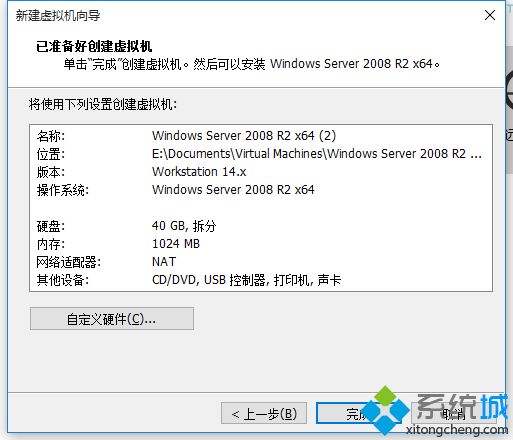 新建虚拟机向导
已准备好创建虚拟机
单击“完成”创建虚拟机。然后可以安装 Windows Server 2008 R2 x64。
将使用下列设置创建虚拟机:
名称: Windows Server 2008 R2 x64 (2)
位置: E:\Documents\Virtual Machines\Windows Server 2008 R2 ...
版本: Workstation 14.x
操作系统: Windows Server 2008 R2 x64
硬盘: 40 GB, 拆分
内存: 1024 MB
网络适配器: NAT
其他设备: CD/DVD, USB 控制器, 打印机, 声卡
自定义硬件(C)...
< 上一步(B) 完成 取消
系统城
xitongcheng.com